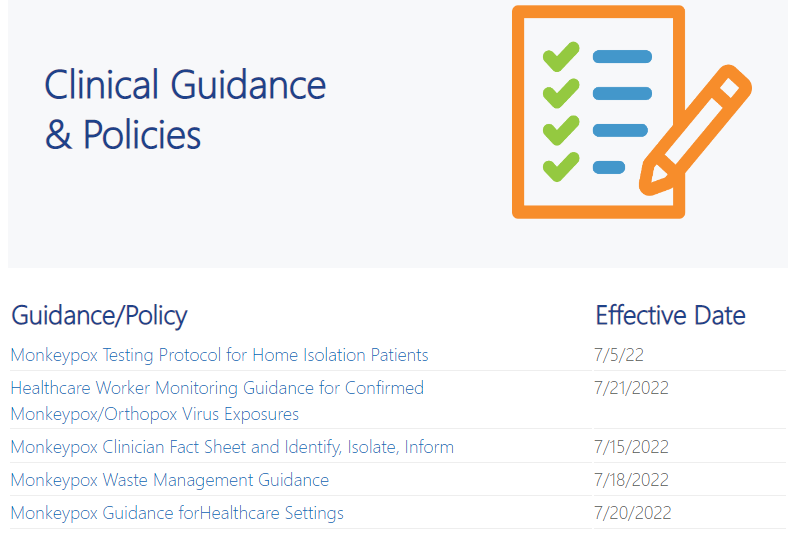 Clinical Guidance
& Policies
Guidance/Policy Effective Date
Monkeypox Testing Protocol for Home Isolation Patients 7/5/22
Healthcare Worker Monitoring Guidance for Confirmed 7/21/2022
Monkeypox/Orthopox Virus Exposures
Monkeypox Clinician Fact Sheet and Identify, Isolate, Inform 7/15/2022
Monkeypox Waste Management Guidance 7/18/2022
Monkeypox Guidance forHealthcare Settings 7/20/2022